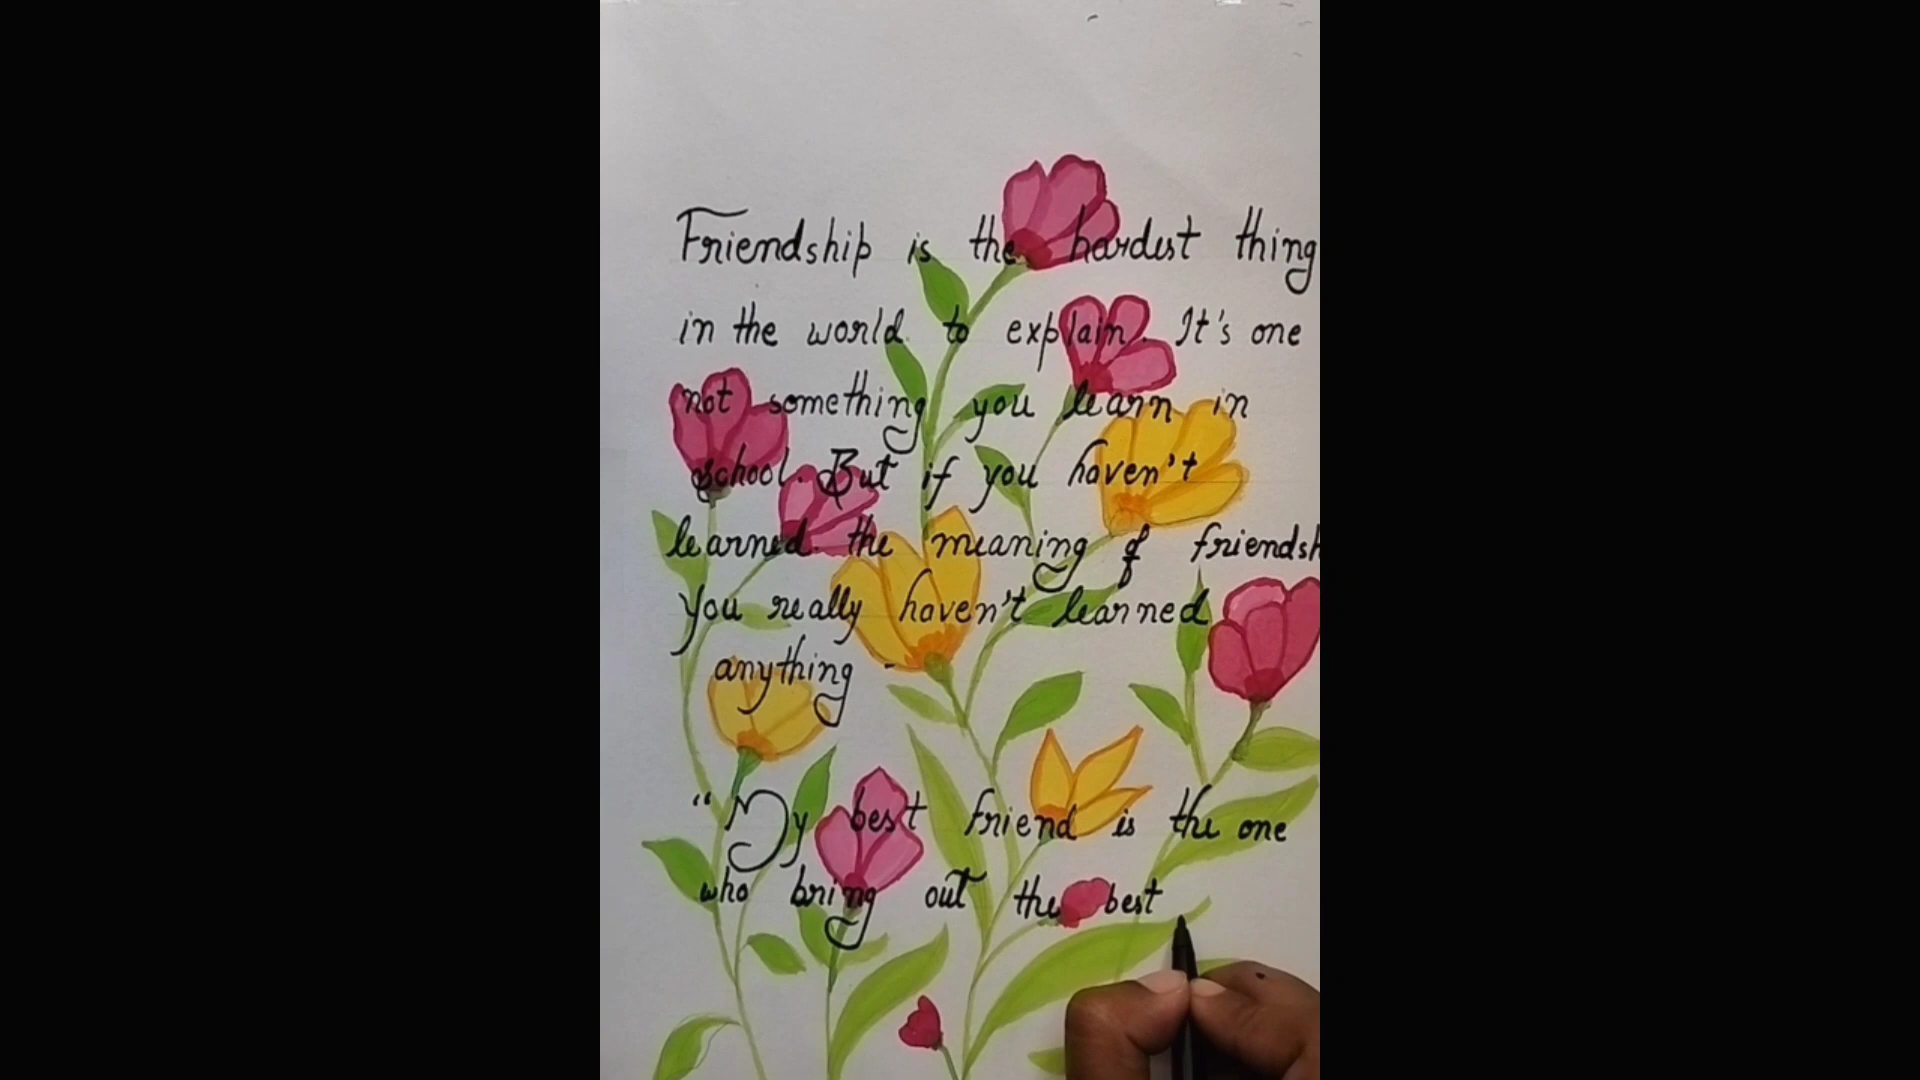 Friendship is the hardest thing
in the world to explain. It's one
not something you learn in
school. But if you haven't
learned the meaning of friendsh
you really haven't learned
anything -
“My best friend is the one
who bring out the best